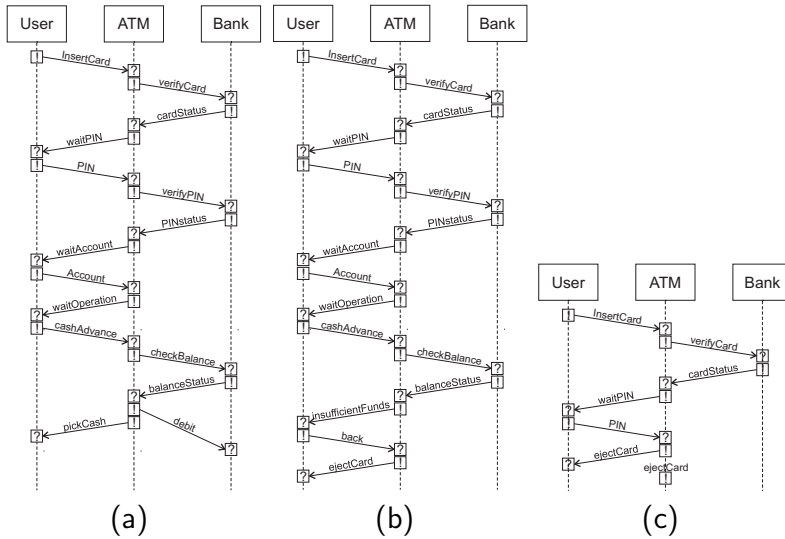 User ATM Bank
InsertCard
?
!
verifyCard
?
!
cardStatus
?
!
waitPIN
?
!
PIN
?
!
verifyPIN
?
!
PINstatus
?
!
waitAccount
?
!
Account
?
!
waitOperation
?
!
cashAdvance
?
!
checkBalance
?
!
balanceStatus
?
!
!
pickCash
?
debit
?
(a)
User ATM Bank
!
InsertCard
?
!
verifyCard
?
!
cardStatus
?
!
waitPIN
?
!
PIN
?
!
verifyPIN
?
!
PINstatus
?
!
waitAccount
?
!
Account
?
!
waitOperation
?
!
cashAdvance
?
!
checkBalance
?
!
balanceStatus
?
!
insufficientFunds
?
!
back
?
!
ejectCard
?
(b)
User ATM Bank
!
InsertCard
?
!
verifyCard
?
!
cardStatus
?
!
waitPIN
?
!
PIN
?
!
ejectCard
?
ejectCard
!
(c)